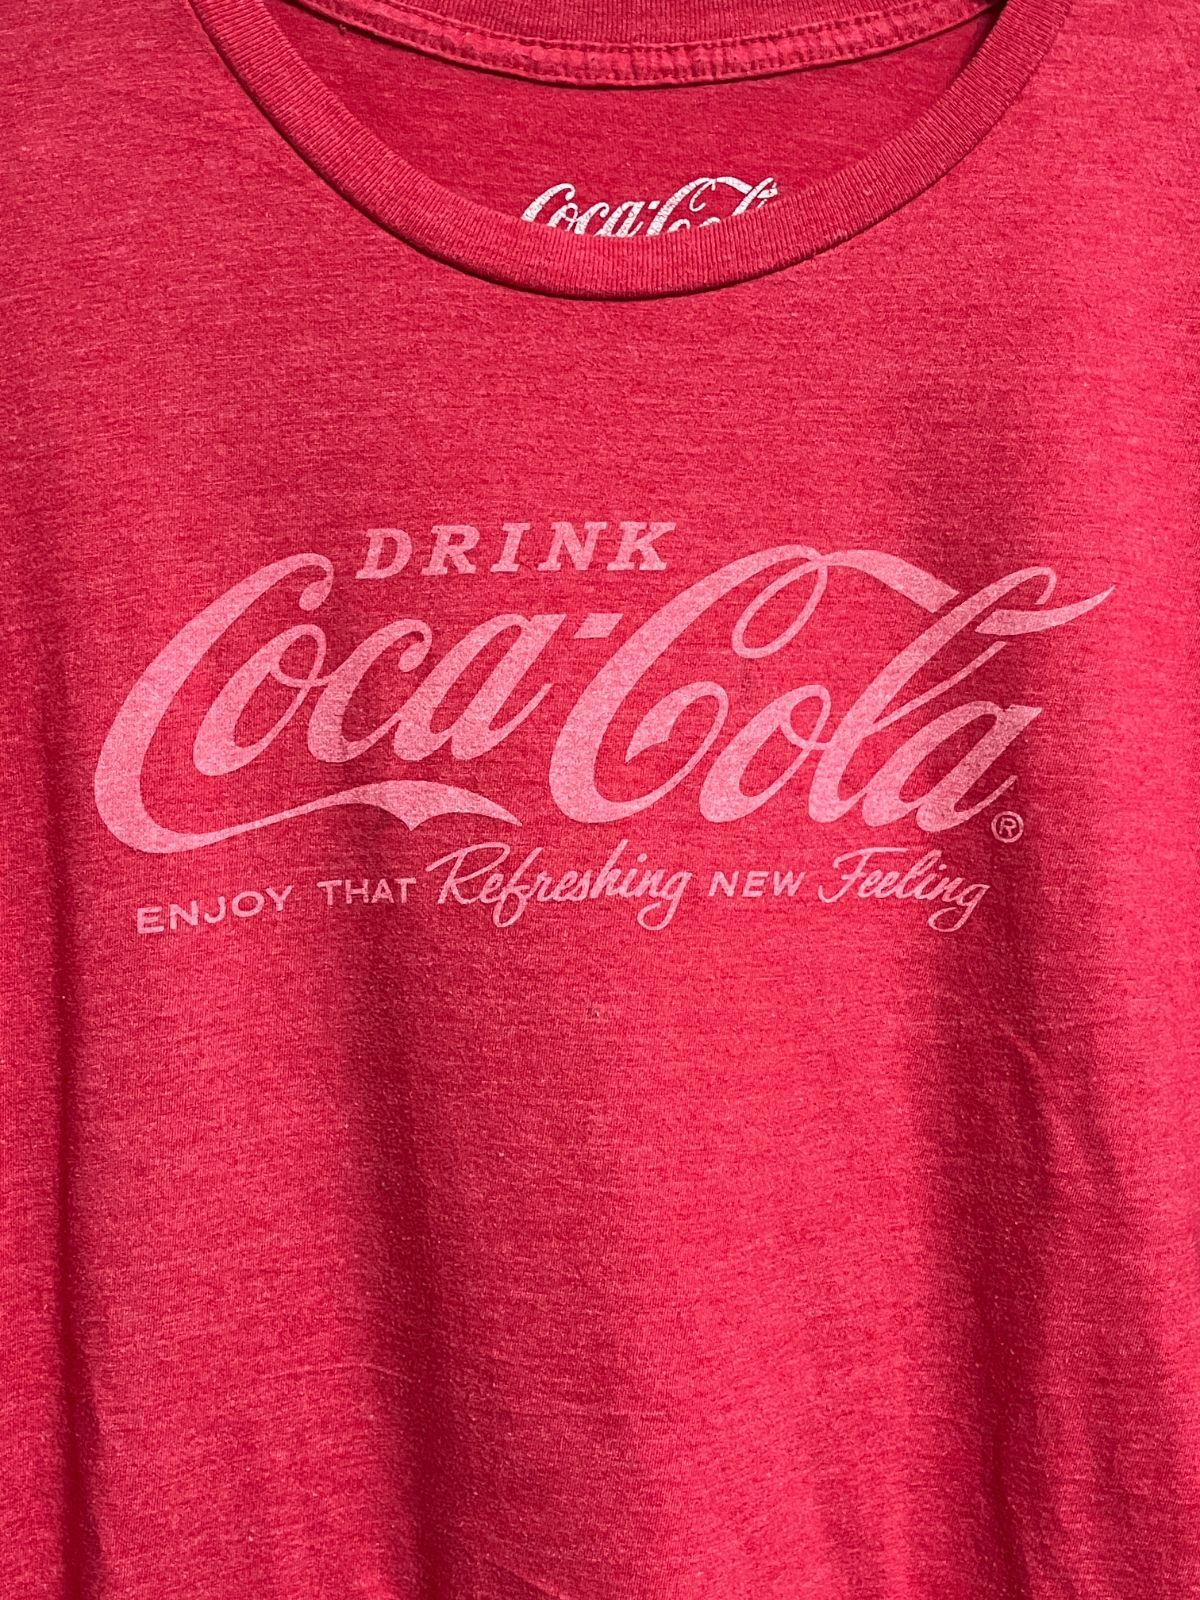 Coca-Cola
DRINK
Coca-Cola®
ENJOY THAT Refreshing NEW Feeling